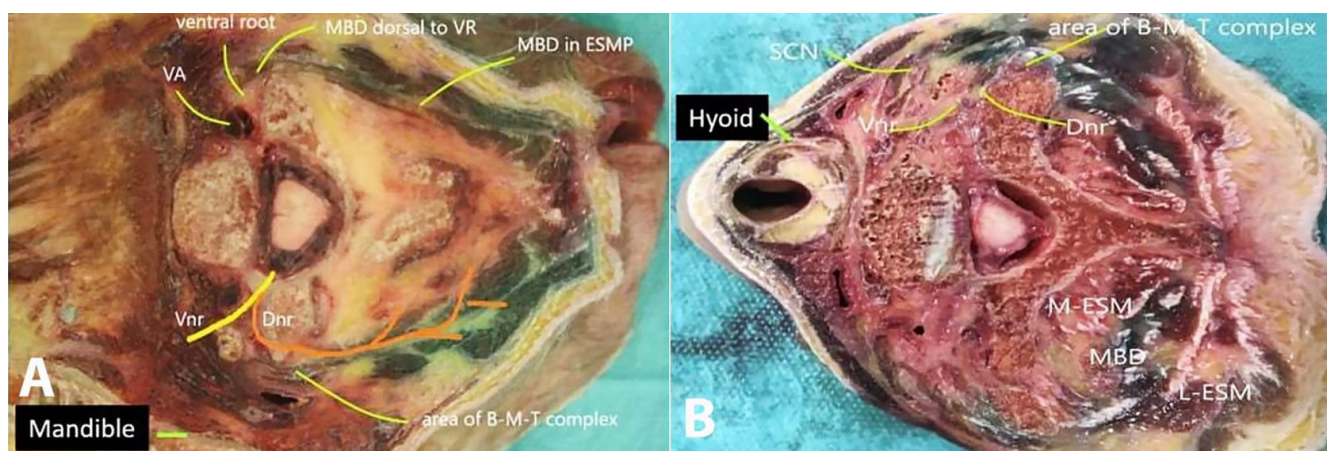 ventral root
MBD dorsal to VR
MBD in ESMP
VA
Vnr
Dnr
area of B-M-T complex
A
Mandible
area of B-M-T complex
SCN
Hyoid
Vnr
Dnr
M-ESM
MBD
L-ESM
B